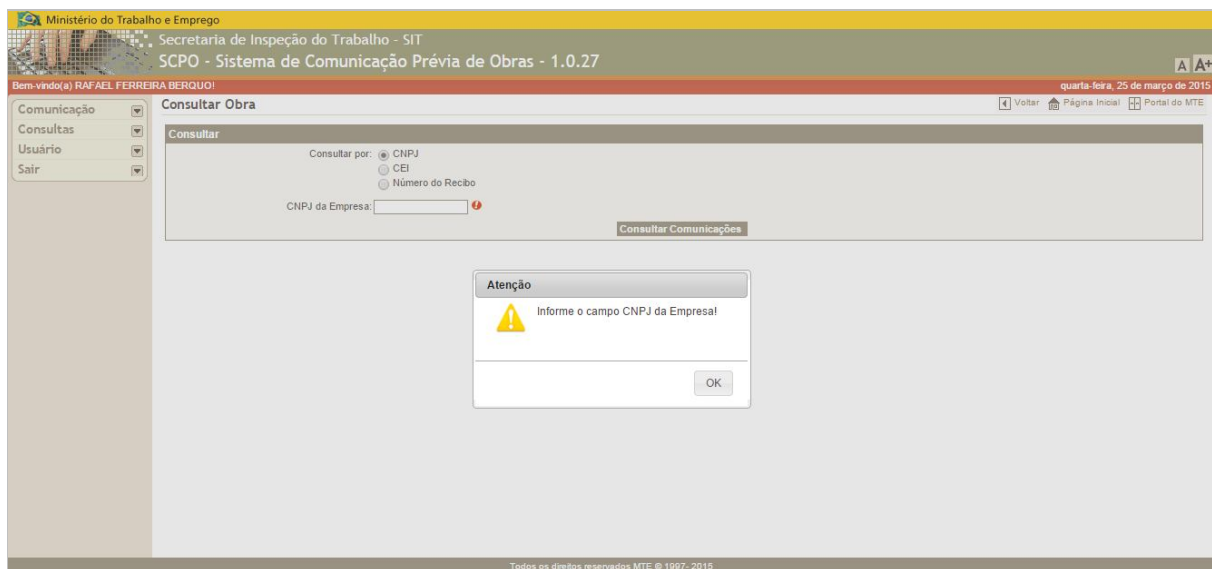 Ministério do Trabalho e Emprego
Secretaria de Inspeção do Trabalho - SIT
SCPO - Sistema de Comunicação Prévia de Obras - 1.0.27
A A+
Bem-vindo(a) RAFAEL FERREIRA BERQUO!
quarta-feira, 25 de março de 2015
Comunicação
Consultas
Usuário
Sair
Consultar Obra
Voltar Página Inicial Portal do MTE
Consultar
Consultar por: CNPJ
CEI
Número do Recibo
CNPJ da Empresa:
Consultar Comunicações
Atenção
Informe o campo CNPJ da Empresa!
OK
Todos os direitos reservados MTE © 1997- 2015